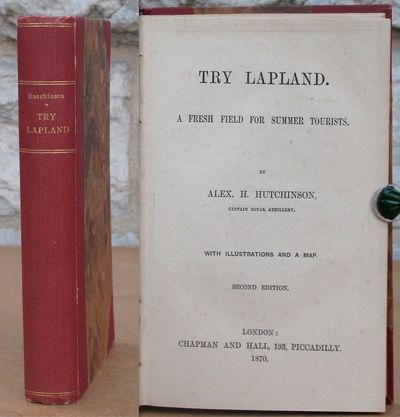 Hutchinson
TRY
LAPLAND
TRY LAPLAND.
A FRESH FIELD FOR SUMMER TOURISTS.
BY
ALEX. H. HUTCHINSON,
CAPTAIN ROYAL ARTILLERY.
WITH ILLUSTRATIONS AND A MAP.
SECOND EDITION.
LONDON:
CHAPMAN AND HALL, 193, PICCADILLY.
1870.